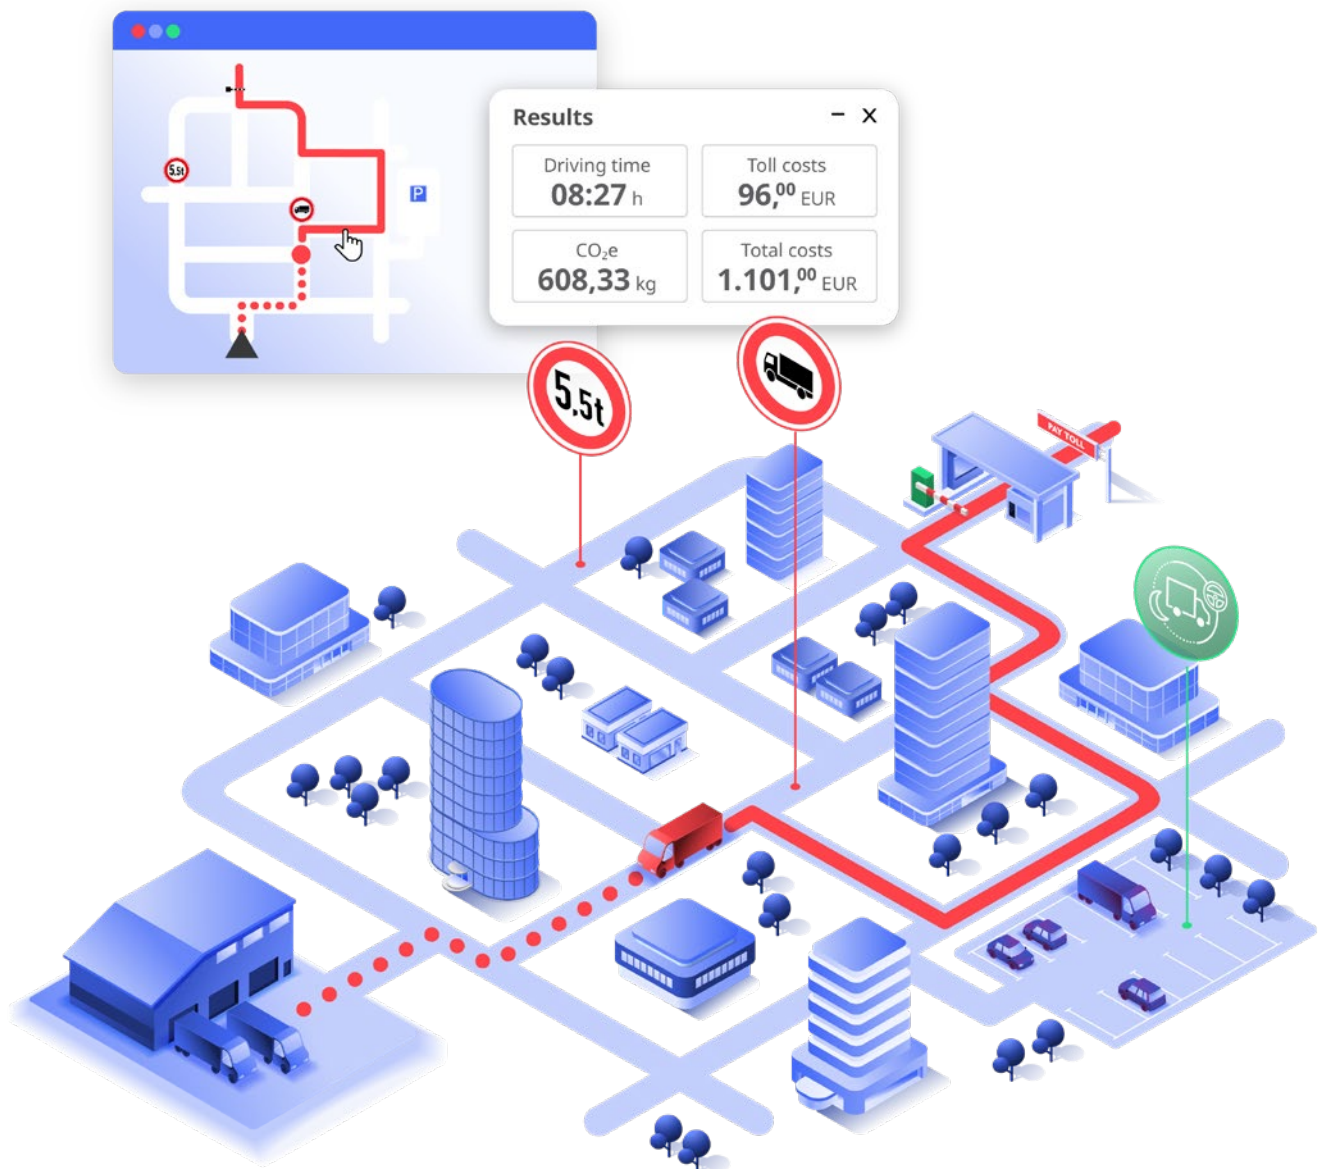 Results
Driving time
08:27 h
Toll costs
96,00 EUR
CO₂e
608,33 kg
Total costs
1.101,00 EUR
5.5t
P
5.5t
PAY TOLL